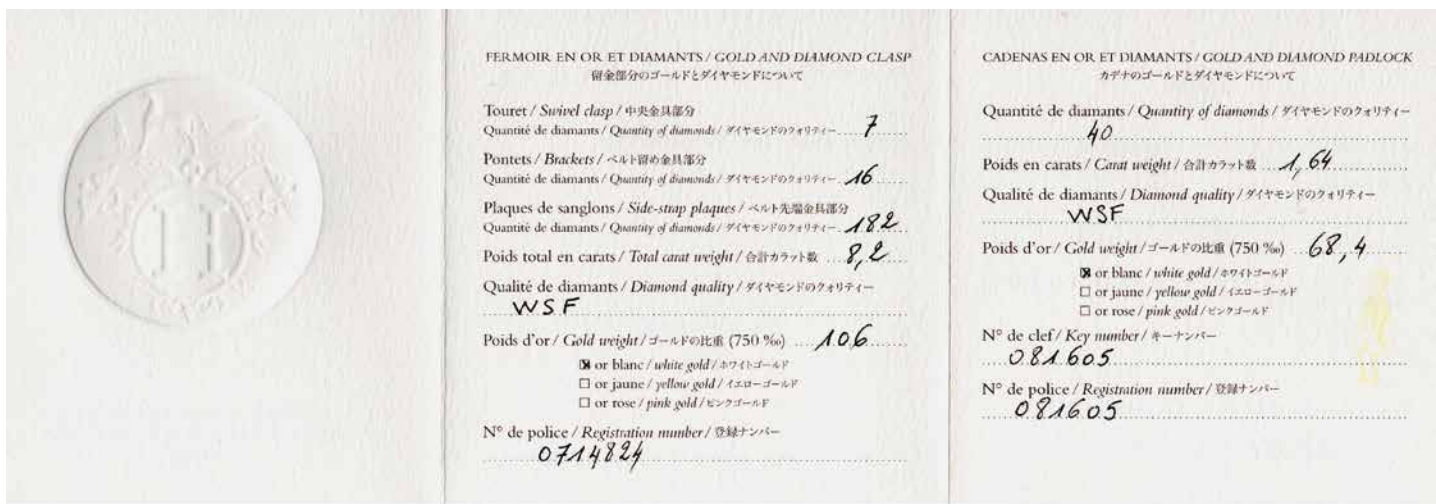 H
FERMOIR EN OR ET DIAMANTS / GOLD AND DIAMOND CLASP
留金部分のゴールドとダイヤモンドについて
Touret / Swivel clasp / 中央金具部分
Quantité de diamants / Quantity of diamonds / ダイヤモンドのクォリティー 7
Pontets / Brackets / ベルト留め金具部分
Quantité de diamants / Quantity of diamonds / ダイヤモンドのクォリティー 16
Plaques de sanglons / Side-strap plaques / ベルト先端金具部分
Quantité de diamants / Quantity of diamonds / ダイヤモンドのクォリティー 182
Poids total en carats / Total carat weight / 合計カラット数 8,2
Qualité de diamants / Diamond quality / ダイヤモンドのクォリティー
WSF
Poids d'or / Gold weight / ゴールドの比重 (750 ‰) 106
or blanc / white gold / ホワイトゴールド
or jaune / yellow gold / イエローゴールド
or rose / pink gold / ピンクゴールド
N° de police / Registration number / 登録ナンバー
0714824
CADENAS EN OR ET DIAMANTS / GOLD AND DIAMOND PADLOCK
カデナのゴールドとダイヤモンドについて
Quantité de diamants / Quantity of diamonds / ダイヤモンドのクォリティー
40
Poids en carats / Carat weight / 合計カラット数 1,64
Qualité de diamants / Diamond quality / ダイヤモンドのクォリティー
WSF
Poids d'or / Gold weight / ゴールドの比重 (750 ‰) 68,4
or blanc / white gold / ホワイトゴールド
or jaune / yellow gold / イエローゴールド
or rose / pink gold / ピンクゴールド
N° de clef / Key number / キーナンバー
081605
N° de police / Registration number / 登録ナンバー
081605